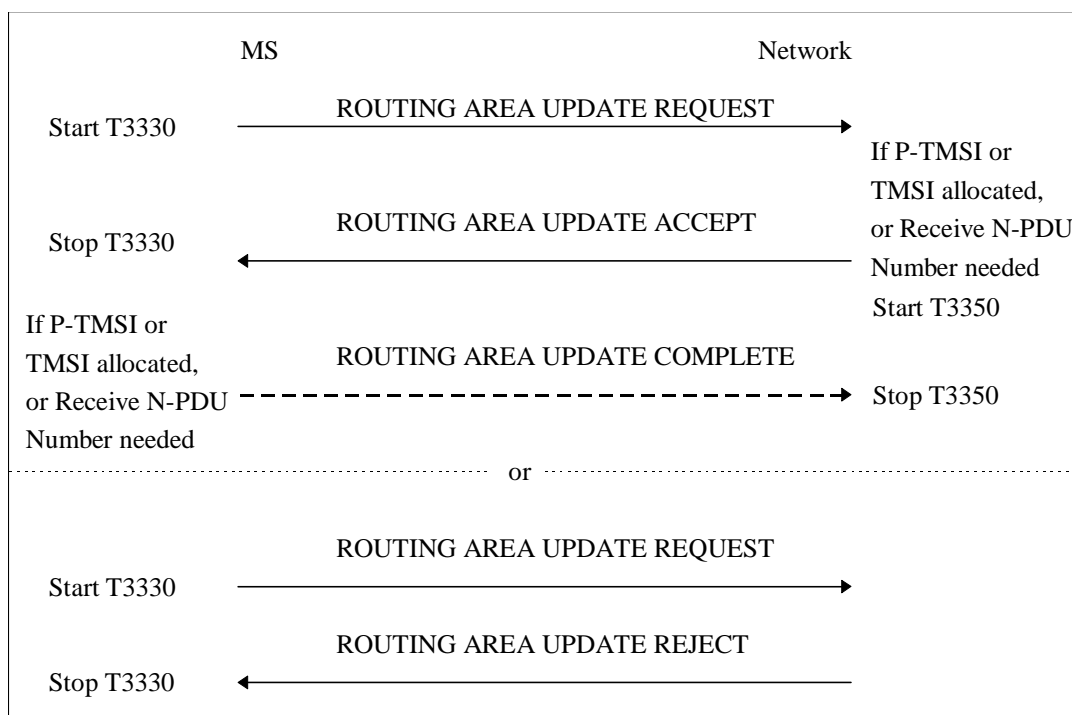 MS
Network
ROUTING AREA UPDATE REQUEST
Start T3330
If P-TMSI or
TMSI allocated,
or Receive N-PDU
Number needed
Start T3350
ROUTING AREA UPDATE ACCEPT
Stop T3330
If P-TMSI or
TMSI allocated,
or Receive N-PDU
Number needed
ROUTING AREA UPDATE COMPLETE
Stop T3350
or
ROUTING AREA UPDATE REQUEST
Start T3330
ROUTING AREA UPDATE REJECT
Stop T3330